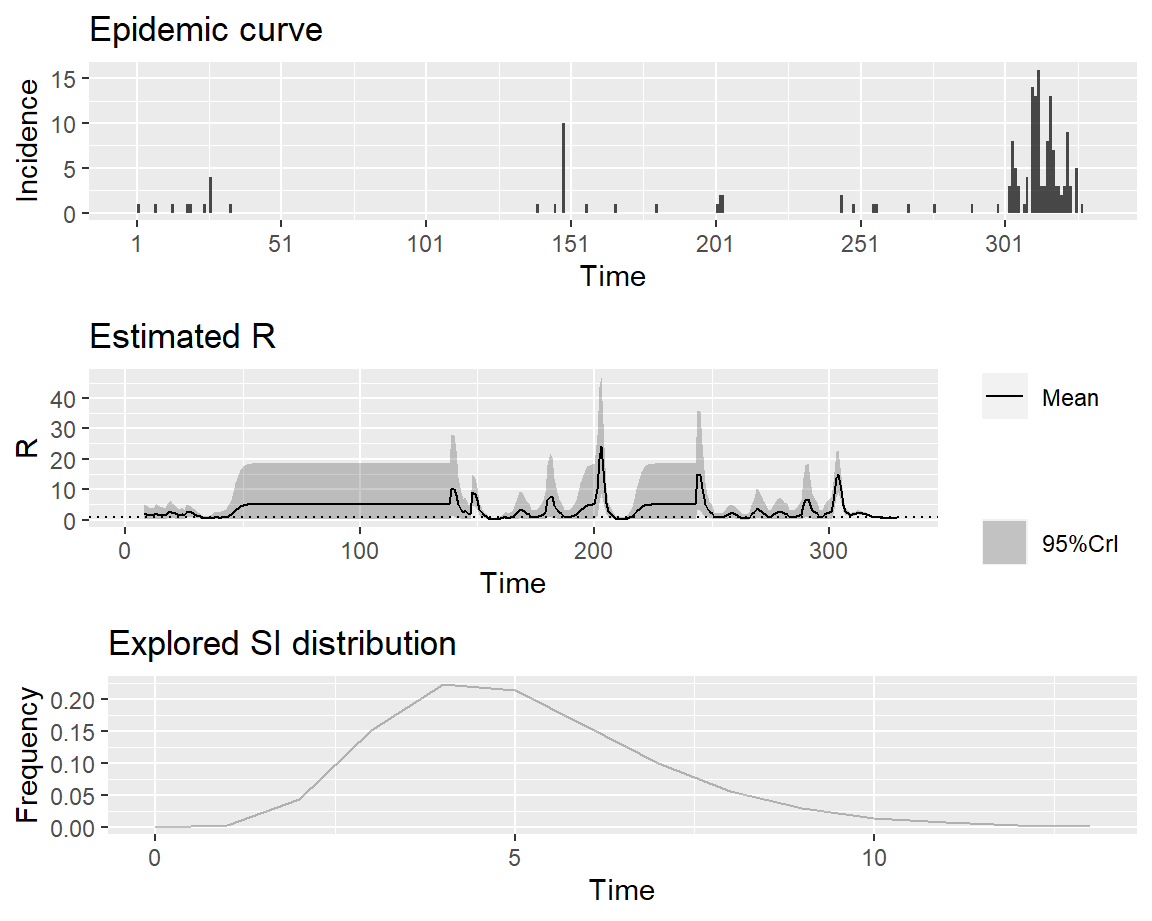 Epidemic curve
Incidence
15
10
5
0
1 51 101 151 201 251 301
Time
Estimated R
R
40
30
20
10
0
0 100 200 300
Time
Mean
95%CrI
Explored SI distribution
Frequency
0.20
0.15
0.10
0.05
0.00
0 5 10
Time